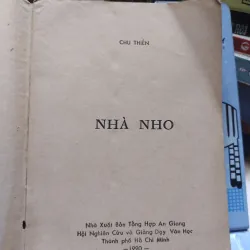 CHU THIÊN
NHÀ NHO
Nhà Xuất Bản Tổng Hợp An Giang
Hội Nghiên Cứu và Giảng Dạy Văn Học
Thành phố Hồ Chí Minh
—1990—